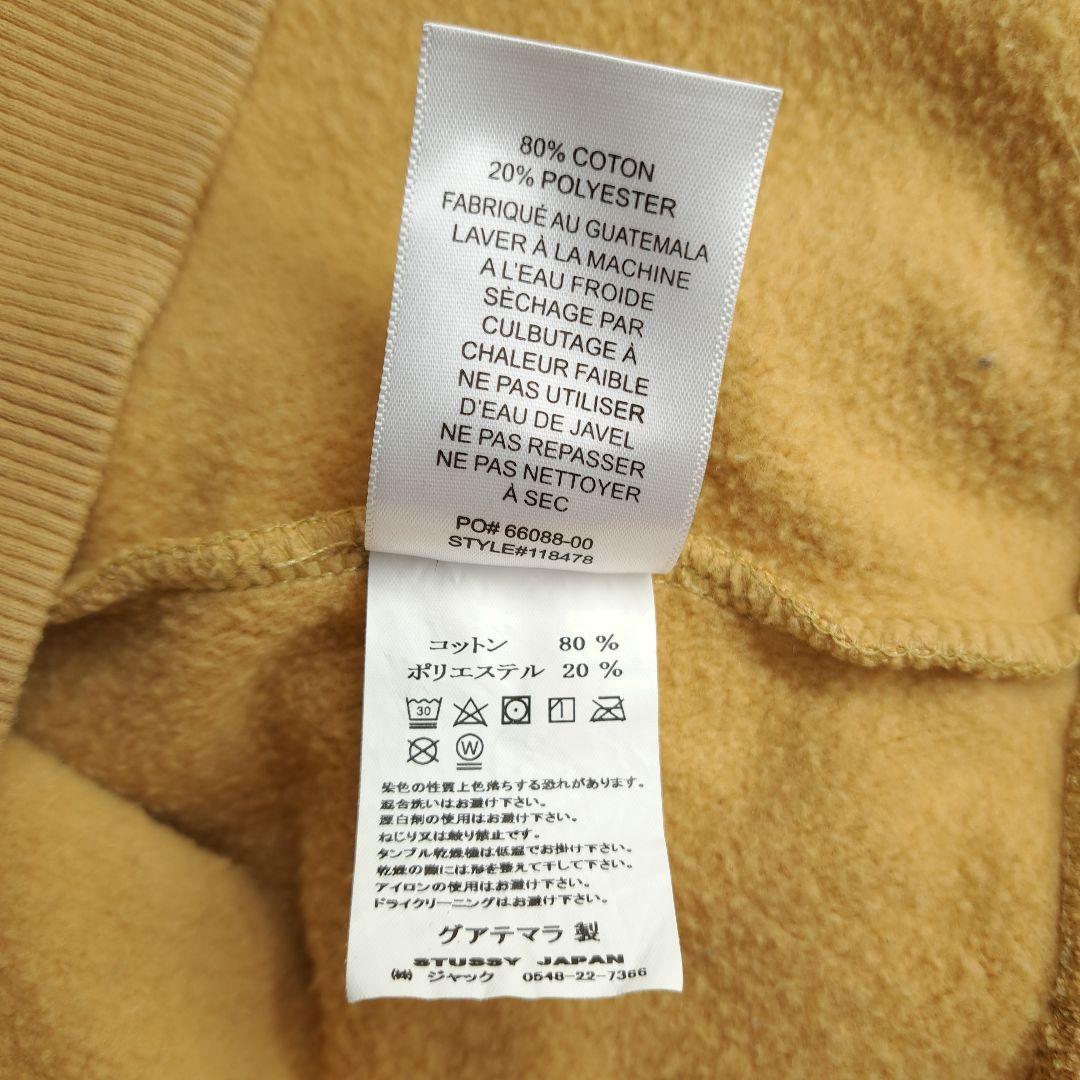 80% COTON
20% POLYESTER
FABRIQUÉ AU GUATEMALA
LAVER À LA MACHINE
A L'EAU FROIDE
SÈCHAGE PAR
CULBUTAGE À
CHALEUR FAIBLE
NE PAS UTILISER
D'EAU DE JAVEL
NE PAS REPASSER
NE PAS NETTOYER
À SEC
PO# 66088-00
STYLE#118478
コットン 80 %
ポリエステル 20 %
30
W
染色の性質上色落ちする恐れがあります。
混合洗いはお避け下さい。
漂白剤の使用はお避け下さい。
ねじり又は絞り禁止です。
タンブル乾燥機は低温でお掛け下さい。
乾燥の際には形を整えて干して下さい。
アイロンの使用はお避け下さい。
ドライクリーニングはお避け下さい。
グアテマラ 製
STUSSY JAPAN
㈱ ジャック 0548-22-7366